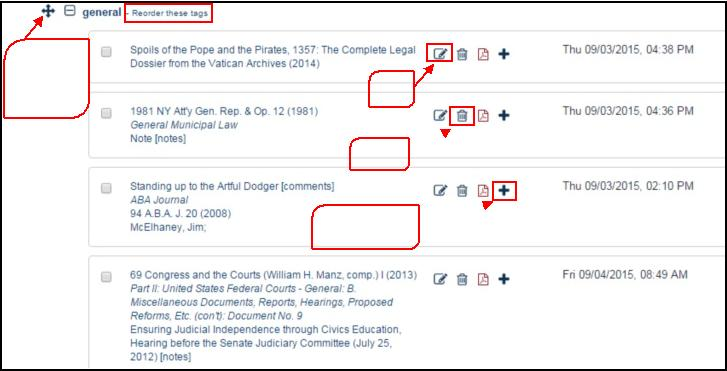 general - Reorder these tags
Spoils of the Pope and the Pirates, 1357: The Complete Legal
Dossier from the Vatican Archives (2014)
Thu 09/03/2015, 04:38 PM
1981 NY Att'y Gen. Rep. & Op. 12 (1981)
General Municipal Law
Note [notes]
Thu 09/03/2015, 04:36 PM
Standing up to the Artful Dodger [comments]
ABA Journal
94 A.B.A. J. 20 (2008)
McElhaney, Jim;
Thu 09/03/2015, 02:10 PM
69 Congress and the Courts (William H. Manz, comp.) I (2013)
Part II: United States Federal Courts - General: B.
Miscellaneous Documents, Reports, Hearings, Proposed
Reforms, Etc. (con't): Document No. 9
Ensuring Judicial Independence through Civics Education,
Hearing before the Senate Judiciary Committee (July 25,
2012) [notes]
Fri 09/04/2015, 08:49 AM